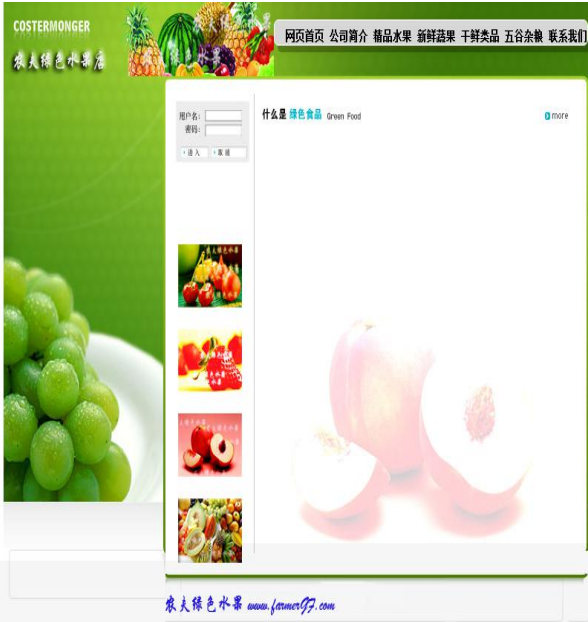 COSTERMONGER
农夫绿色水果店
网页首页 公司简介 精品水果 新鲜蔬果 干鲜类品 五谷杂粮 联系我们
用户名:
密码:
进入 取消
什么是 绿色食品 Green Food
more
农夫绿色水果 www.farmer97.com